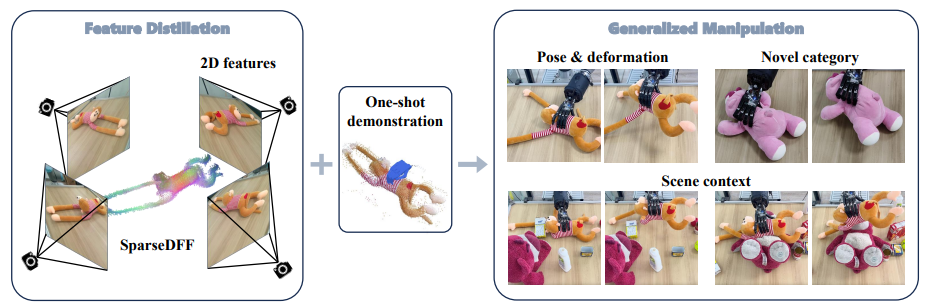 Feature Distillation
2D features
SparseDFF
One-shot
demonstration
Generalized Manipulation
Pose & deformation
Novel category
Scene context